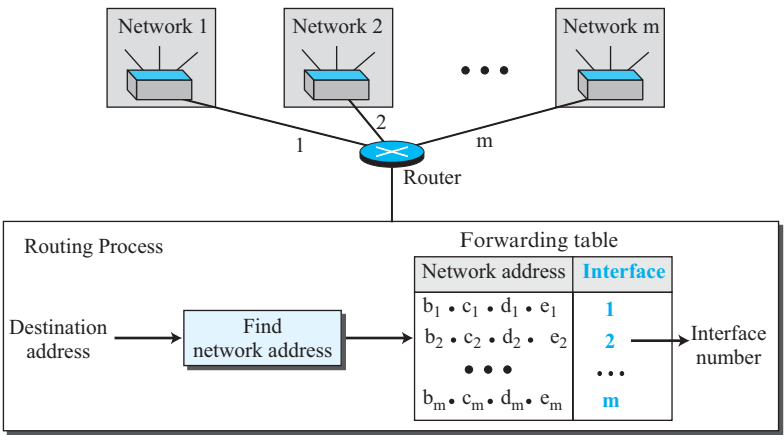 Network 1
Network 2
Network m
• • •
1
2
m
Router
Routing Process
Forwarding table
Network address
Interface
b₁ • c₁ • d₁ • e₁
1
Destination address
Find network address
b₂ • c₂ • d₂ • e₂
2
Interface number
• • •
• • •
bₘ • cₘ • dₘ • eₘ
m